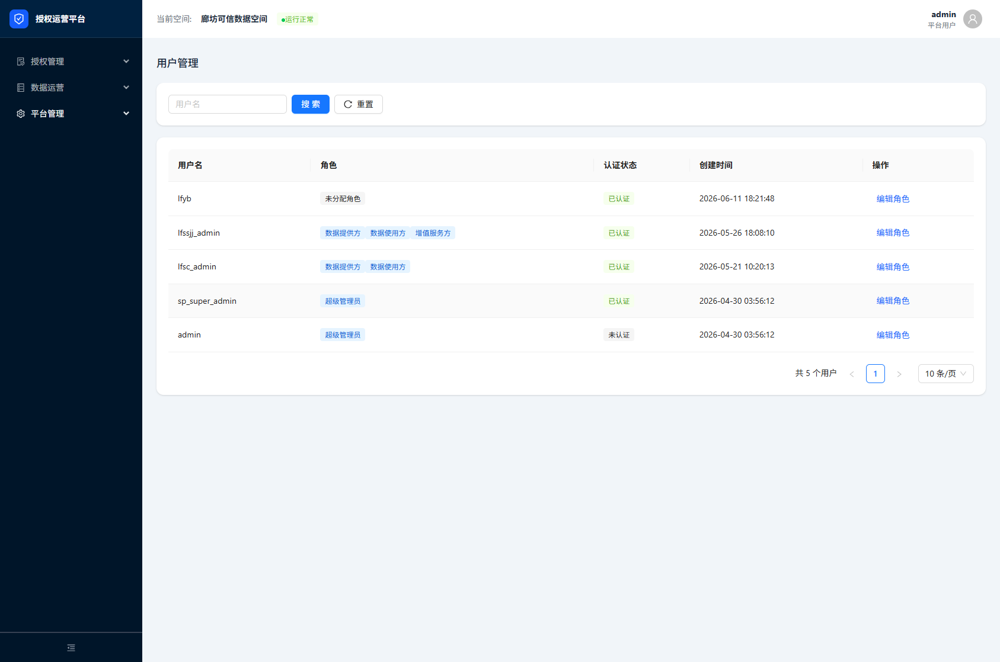 授权运营平台
当前空间: 廊坊可信数据空间 运行正常
admin
平台用户
授权管理
数据运营
平台管理
用户管理
用户名 搜索 重置
用户名 角色 认证状态 创建时间 操作
lfyb 未分配角色 已认证 2026-06-11 18:21:48 编辑角色
lfssjj_admin 数据提供方 数据使用方 增值服务方 已认证 2026-05-26 18:08:10 编辑角色
lfsc_admin 数据提供方 数据使用方 已认证 2026-05-21 10:20:13 编辑角色
sp_super_admin 超级管理员 已认证 2026-04-30 03:56:12 编辑角色
admin 超级管理员 未认证 2026-04-30 03:56:12 编辑角色
共 5 个用户 < 1 > 10 条/页